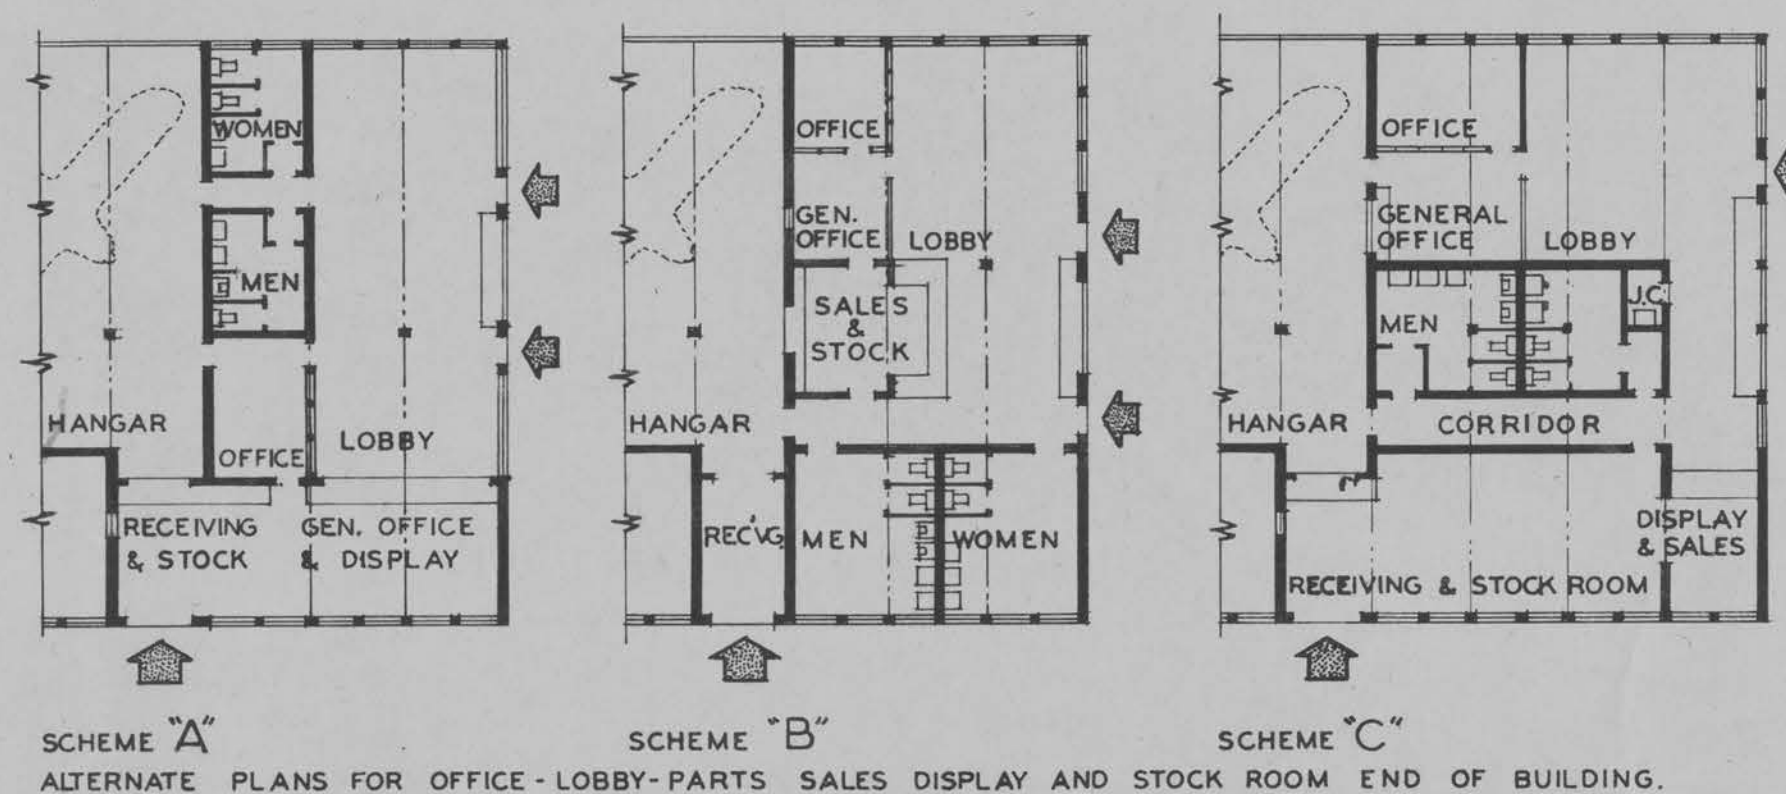 WOMEN
MEN
HANGAR
OFFICE
LOBBY
RECEIVING
& STOCK
GEN. OFFICE
& DISPLAY
OFFICE
GEN.
OFFICE
LOBBY
SALES
&
STOCK
HANGAR
REC'VG.
MEN
WOMEN
OFFICE
GENERAL
OFFICE
LOBBY
J.C.
MEN
HANGAR
CORRIDOR
DISPLAY
& SALES
RECEIVING & STOCK ROOM
SCHEME "A"
SCHEME "B"
SCHEME "C"
ALTERNATE PLANS FOR OFFICE-LOBBY-PARTS SALES DISPLAY AND STOCK ROOM END OF BUILDING.